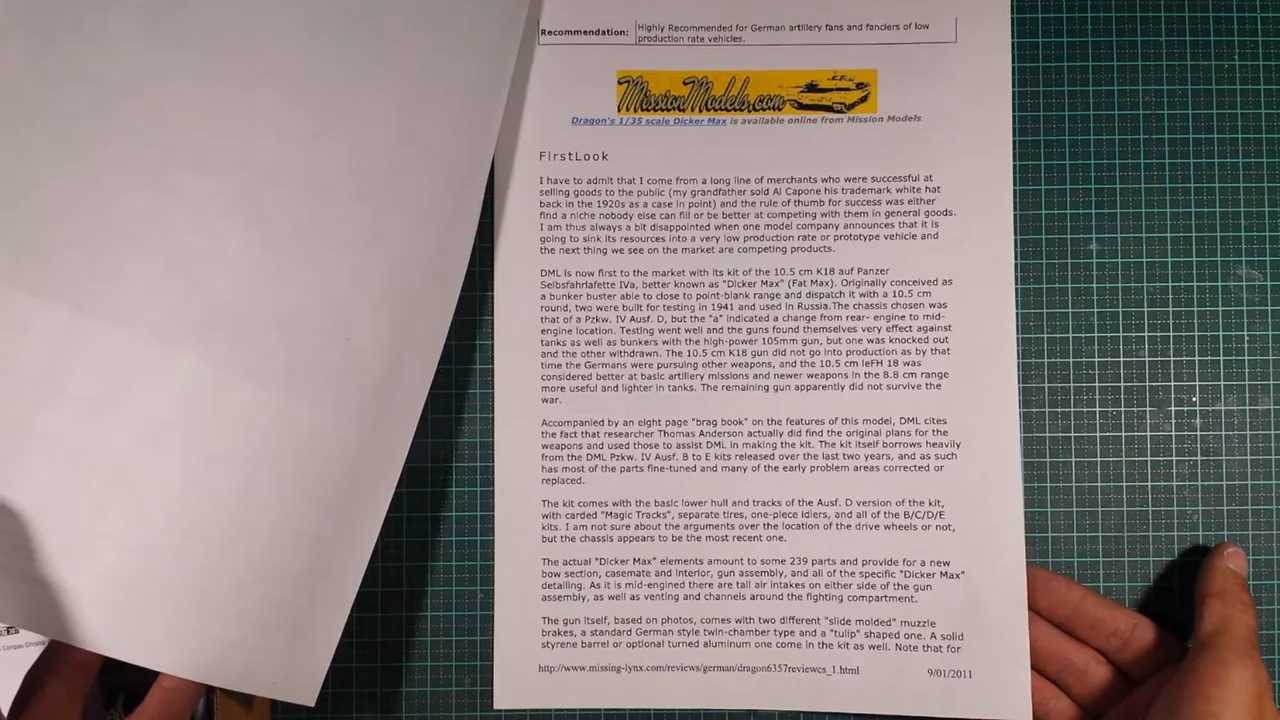 Recommendation:
Highly Recommended for German artillery fans and fanciers of low
production rate vehicles.
MissionModels.com
Dragon's 1/35 scale Dicker Max is available online from Mission Models
FirstLook
I have to admit that I come from a long line of merchants who were successful at
selling goods to the public (my grandfather sold Al Capone his trademark white hat
back in the 1920s as a case in point) and the rule of thumb for success was either
find a niche nobody else can fill or be better at competing with them in general goods.
I am thus always a bit disappointed when one model company announces that it is
going to sink its resources into a very low production rate or prototype vehicle and
the next thing we see on the market are competing products.
DML is now first to the market with its kit of the 10.5 cm K18 auf Panzer
Selbsfahrlafette IVa, better known as "Dicker Max" (Fat Max). Originally conceived as
a bunker buster able to close to point-blank range and dispatch it with a 10.5 cm
round, two were built for testing in 1941 and used in Russia.The chassis chosen was
that of a Pzkw. IV Ausf. D, but the "a" indicated a change from rear- engine to mid-
engine location. Testing went well and the guns found themselves very effect against
tanks as well as bunkers with the high-power 105mm gun, but one was knocked out
and the other withdrawn. The 10.5 cm K18 gun did not go into production as by that
time the Germans were pursuing other weapons, and the 10.5 cm leFH 18 was
considered better at basic artillery missions and newer weapons in the 8.8 cm range
more useful and lighter in tanks. The remaining gun apparently did not survive the
war.
Accompanied by an eight page "brag book" on the features of this model, DML cites
the fact that researcher Thomas Anderson actually did find the original plans for the
weapons and used those to assist DML in making the kit. The kit itself borrows heavily
from the DML Pzkw. IV Ausf. B to E kits released over the last two years, and as such
has most of the parts fine-tuned and many of the early problem areas corrected or
replaced.
The kit comes with the basic lower hull and tracks of the Ausf. D version of the kit,
with carded "Magic Tracks", separate tires, one-piece idlers, and all of the B/C/D/E
kits. I am not sure about the arguments over the location of the drive wheels or not,
but the chassis appears to be the most recent one.
The actual "Dicker Max" elements amount to some 239 parts and provide for a new
bow section, casemate and interior, gun assembly, and all of the specific "Dicker Max"
detailing. As it is mid-engined there are tall air intakes on either side of the gun
assembly, as well as venting and channels around the fighting compartment.
The gun itself, based on photos, comes with two different "slide molded" muzzle
brakes, a standard German style twin-chamber type and a "tulip" shaped one. A solid
styrene barrel or optional turned aluminum one come in the kit as well. Note that for
http://www.missing-lynx.com/reviews/german/dragon6357reviewcs_1.html
9/01/2011